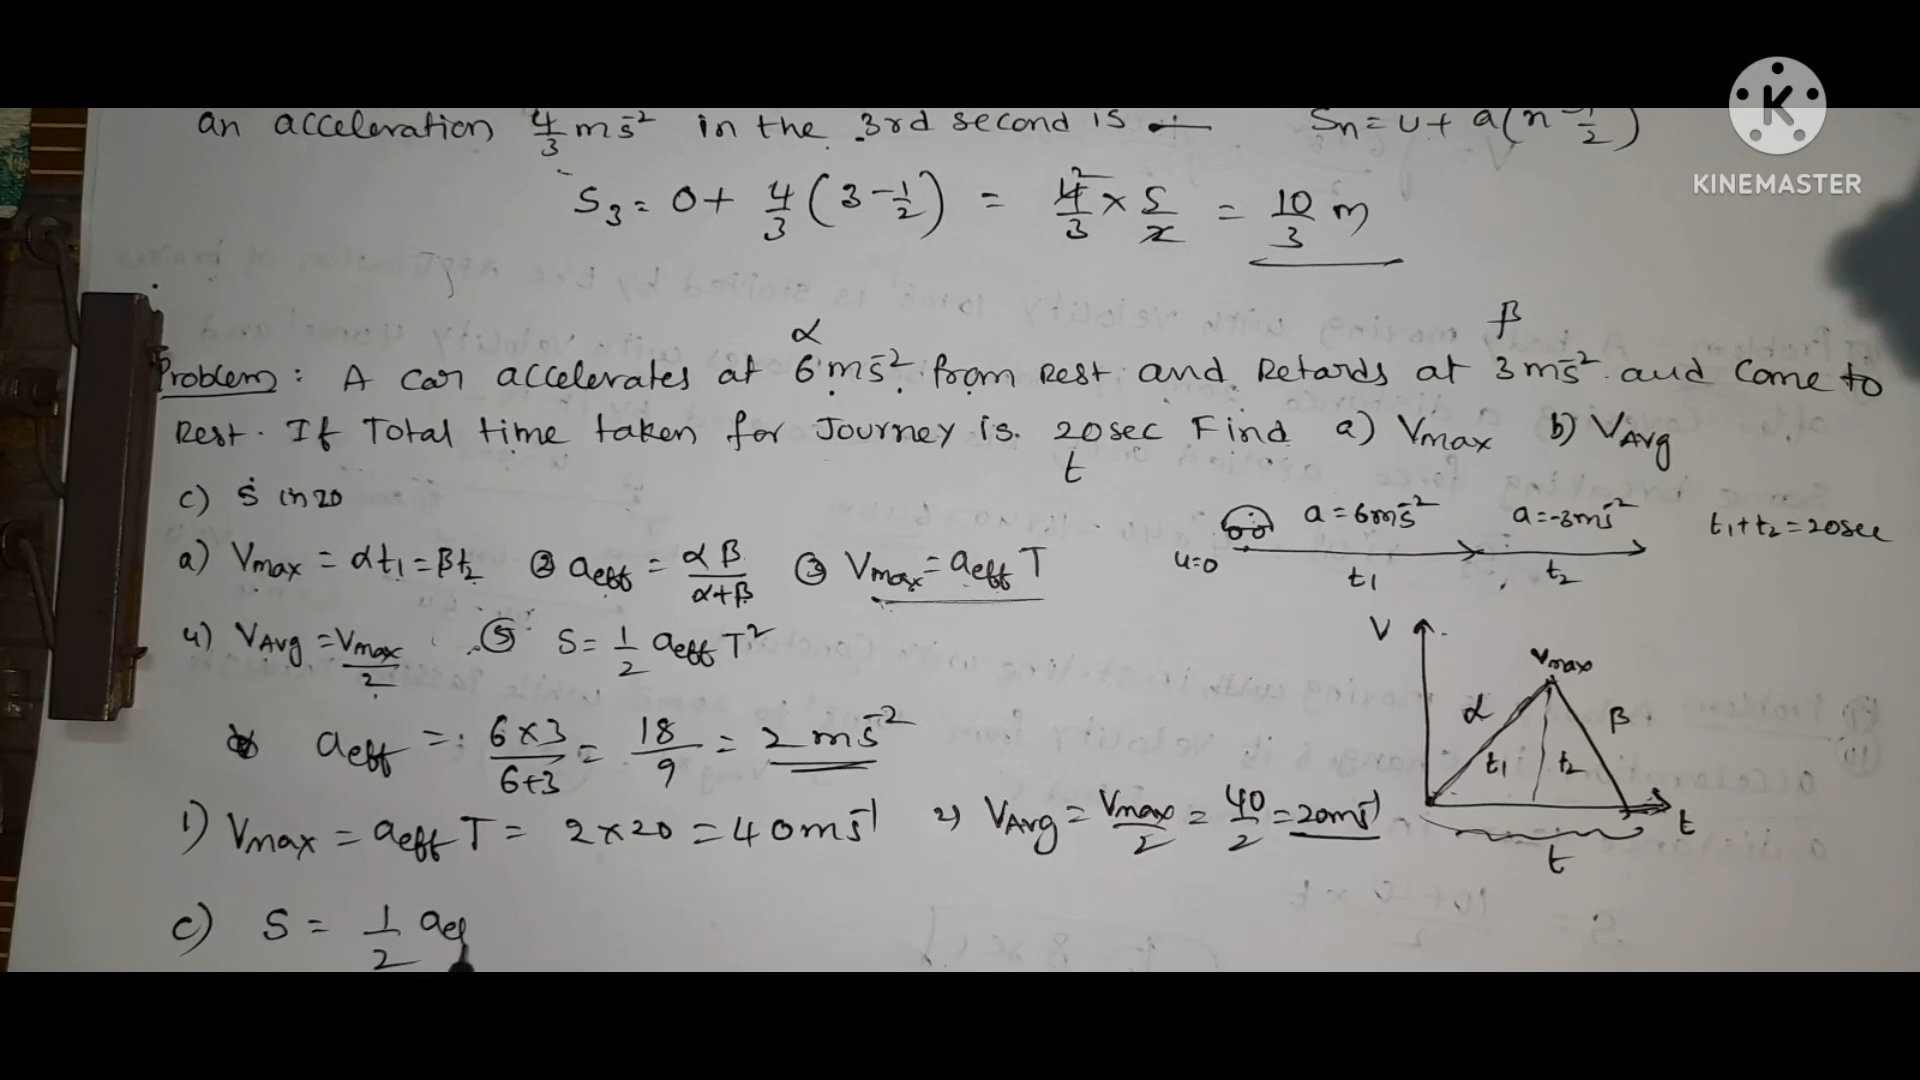 KINEMASTER
an acceleration 4/3 ms⁻² in the 3rd second is — Sn = u + a(n - 1/2)
S₃ = 0 + 4/3 (3 - 1/2) = 4/3 × 5/2 = 10/3 m
α β
Problem: A car accelerates at 6 ms⁻² from Rest and Retards at 3 ms⁻² and come to
Rest. If Total time taken for Journey is 20 sec Find a) Vmax b) VAvg
t
c) S in 20
a = 6 ms⁻² a = -3 ms⁻² t₁ + t₂ = 20 sec
u = 0 t₁ t₂
a) Vmax = αt₁ = βt₂ ② aeff = αβ/(α+β) ③ Vmax = aeff T
4) VAvg = Vmax/2 ⑤ S = 1/2 aeff T²
V Vmax
α β
t₁ t₂
t
t
aeff = 6×3/(6+3) = 18/9 = 2 ms⁻²
1) Vmax = aeff T = 2×20 = 40 ms⁻¹ 2) VAvg = Vmax/2 = 40/2 = 20 ms⁻¹
c) S = 1/2 aef